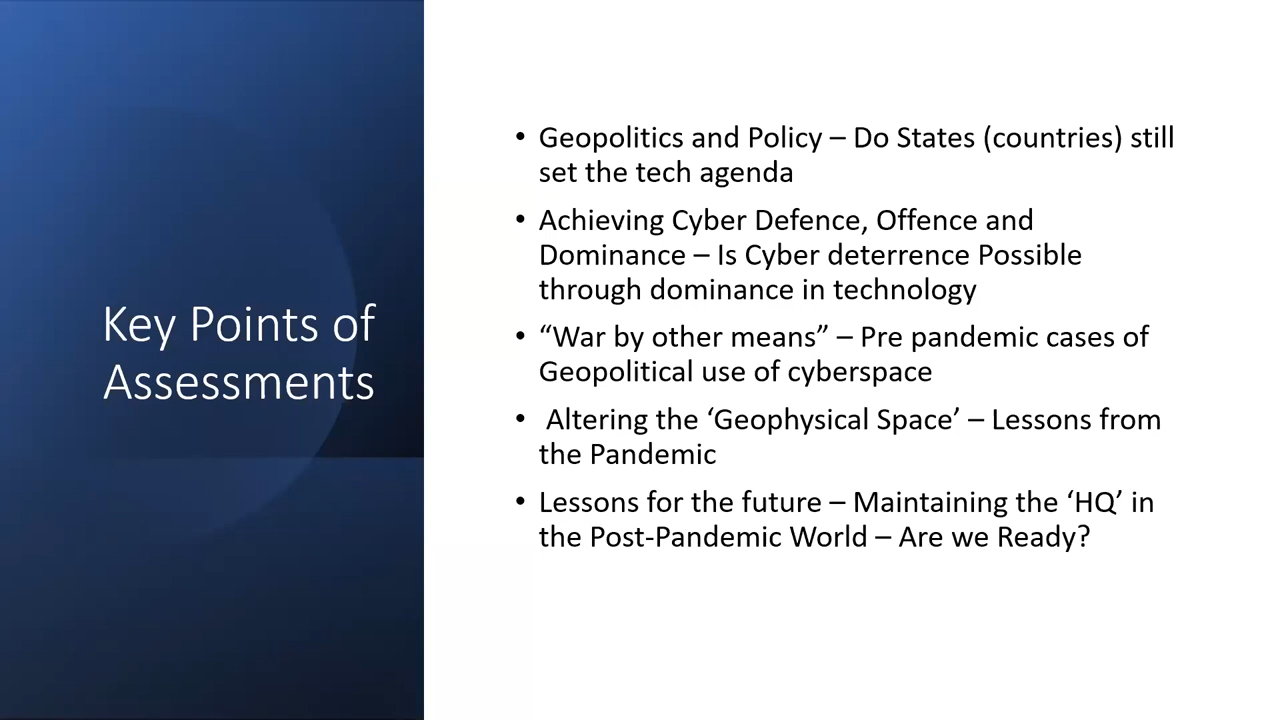 Key Points of
Assessments
• Geopolitics and Policy – Do States (countries) still
set the tech agenda
• Achieving Cyber Defence, Offence and
Dominance – Is Cyber deterrence Possible
through dominance in technology
• “War by other means” – Pre pandemic cases of
Geopolitical use of cyberspace
• Altering the ‘Geophysical Space’ – Lessons from
the Pandemic
• Lessons for the future – Maintaining the ‘HQ’ in
the Post-Pandemic World – Are we Ready?